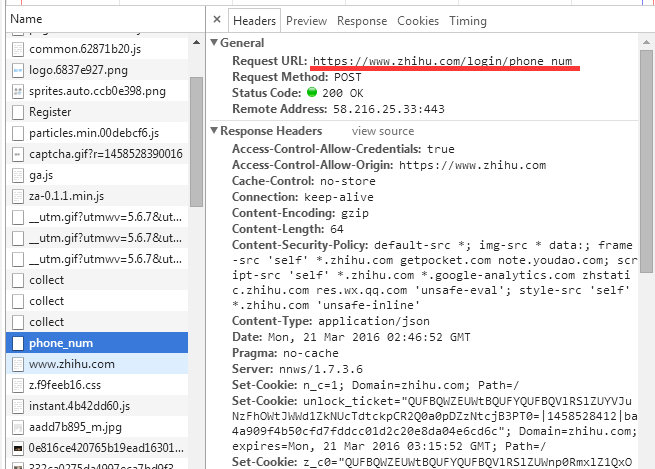 Name
common.62871b20.js
logo.6837e927.png
sprites.auto.ccb0e398.png
Register
particles.min.00debcf6.js
captcha.gif?r=1458528390016
ga.js
za-0.1.1.min.js
__utm.gif?utmwv=5.6.7&ut...
__utm.gif?utmwv=5.6.7&ut...
__utm.gif?utmwv=5.6.7&ut...
collect
collect
collect
phone_num
www.zhihu.com
z.f9feeb16.css
instant.4b42dd60.js
aadd7b895_m.jpg
0e816ce420765b19ead16301...
× Headers Preview Response Cookies Timing
General
Request URL: https://www.zhihu.com/login/phone_num
Request Method: POST
Status Code: 200 OK
Remote Address: 58.216.25.33:443
Response Headers view source
Access-Control-Allow-Credentials: true
Access-Control-Allow-Origin: https://www.zhihu.com
Cache-Control: no-store
Connection: keep-alive
Content-Encoding: gzip
Content-Length: 64
Content-Security-Policy: default-src *; img-src * data:; frame
-src 'self' *.zhihu.com getpocket.com note.youdao.com; scr
ipt-src 'self' *.zhihu.com *.google-analytics.com zhstat
ic.zhihu.com res.wx.qq.com 'unsafe-eval'; style-src 'self'
*.zhihu.com 'unsafe-inline'
Content-Type: application/json
Date: Mon, 21 Mar 2016 02:46:52 GMT
Pragma: no-cache
Server: nnws/1.7.3.6
Set-Cookie: n_c=1; Domain=zhihu.com; Path=/
Set-Cookie: unlock_ticket="QUFBQWZEUWtBQUFYQUFBQVlRSlZUYVJu
NzFhOWtJWWd1ZkNUcTdtckpCR2Q0a0pDZzNtcjB3PT0=|1458528412|ba
4a909f4b50cfd7fddcc01d2c20e8da04e6cd6c"; Domain=zhihu.com;
expires=Mon, 21 Mar 2016 03:15:52 GMT; Path=/